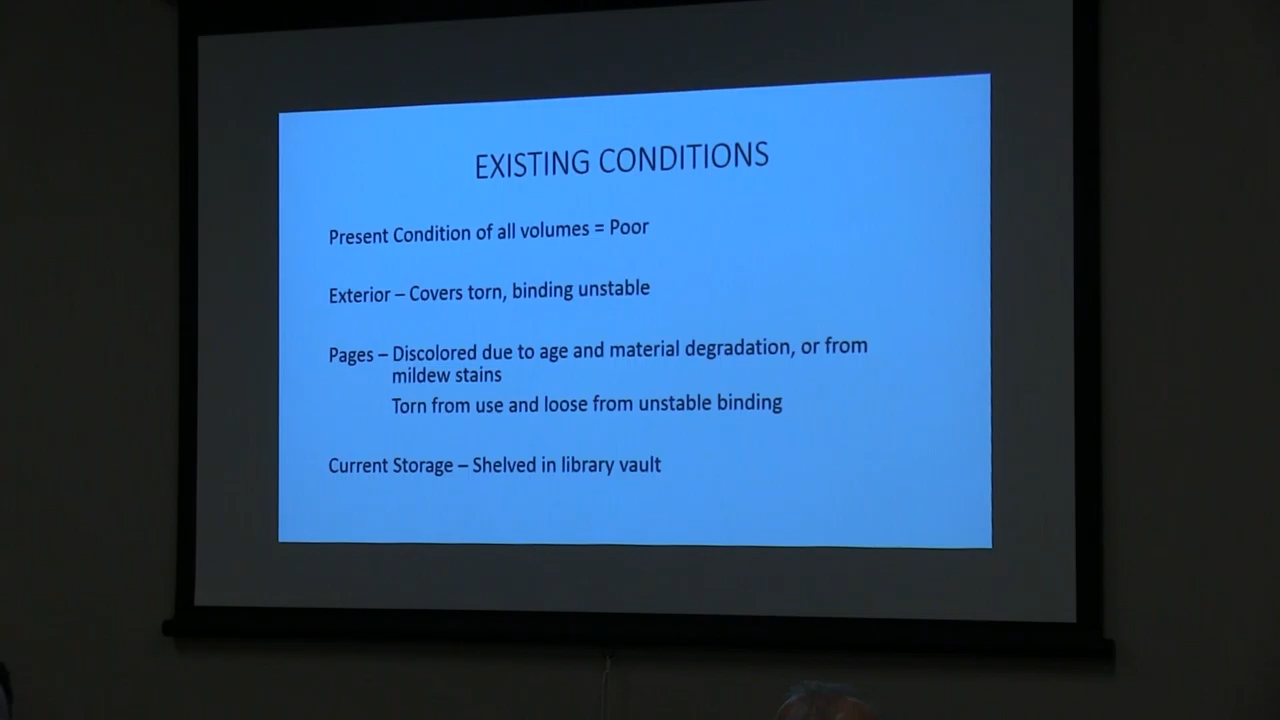 EXISTING CONDITIONS
Present Condition of all volumes = Poor
Exterior – Covers torn, binding unstable
Pages – Discolored due to age and material degradation, or from
mildew stains
Torn from use and loose from unstable binding
Current Storage – Shelved in library vault